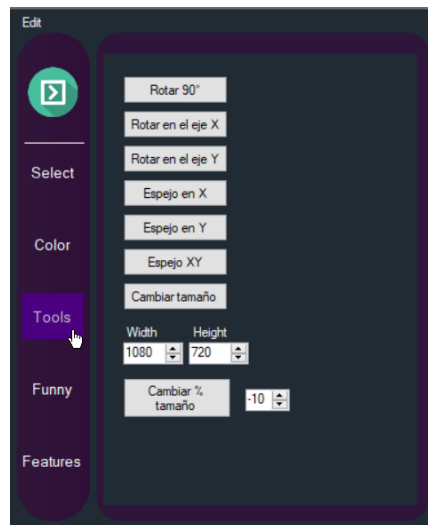 Edit
Select
Color
Tools
Funny
Features
Rotar 90°
Rotar en el eje X
Rotar en el eje Y
Espejo en X
Espejo en Y
Espejo XY
Cambiar tamaño
Width Height
1080 720
Cambiar %
tamaño
-10